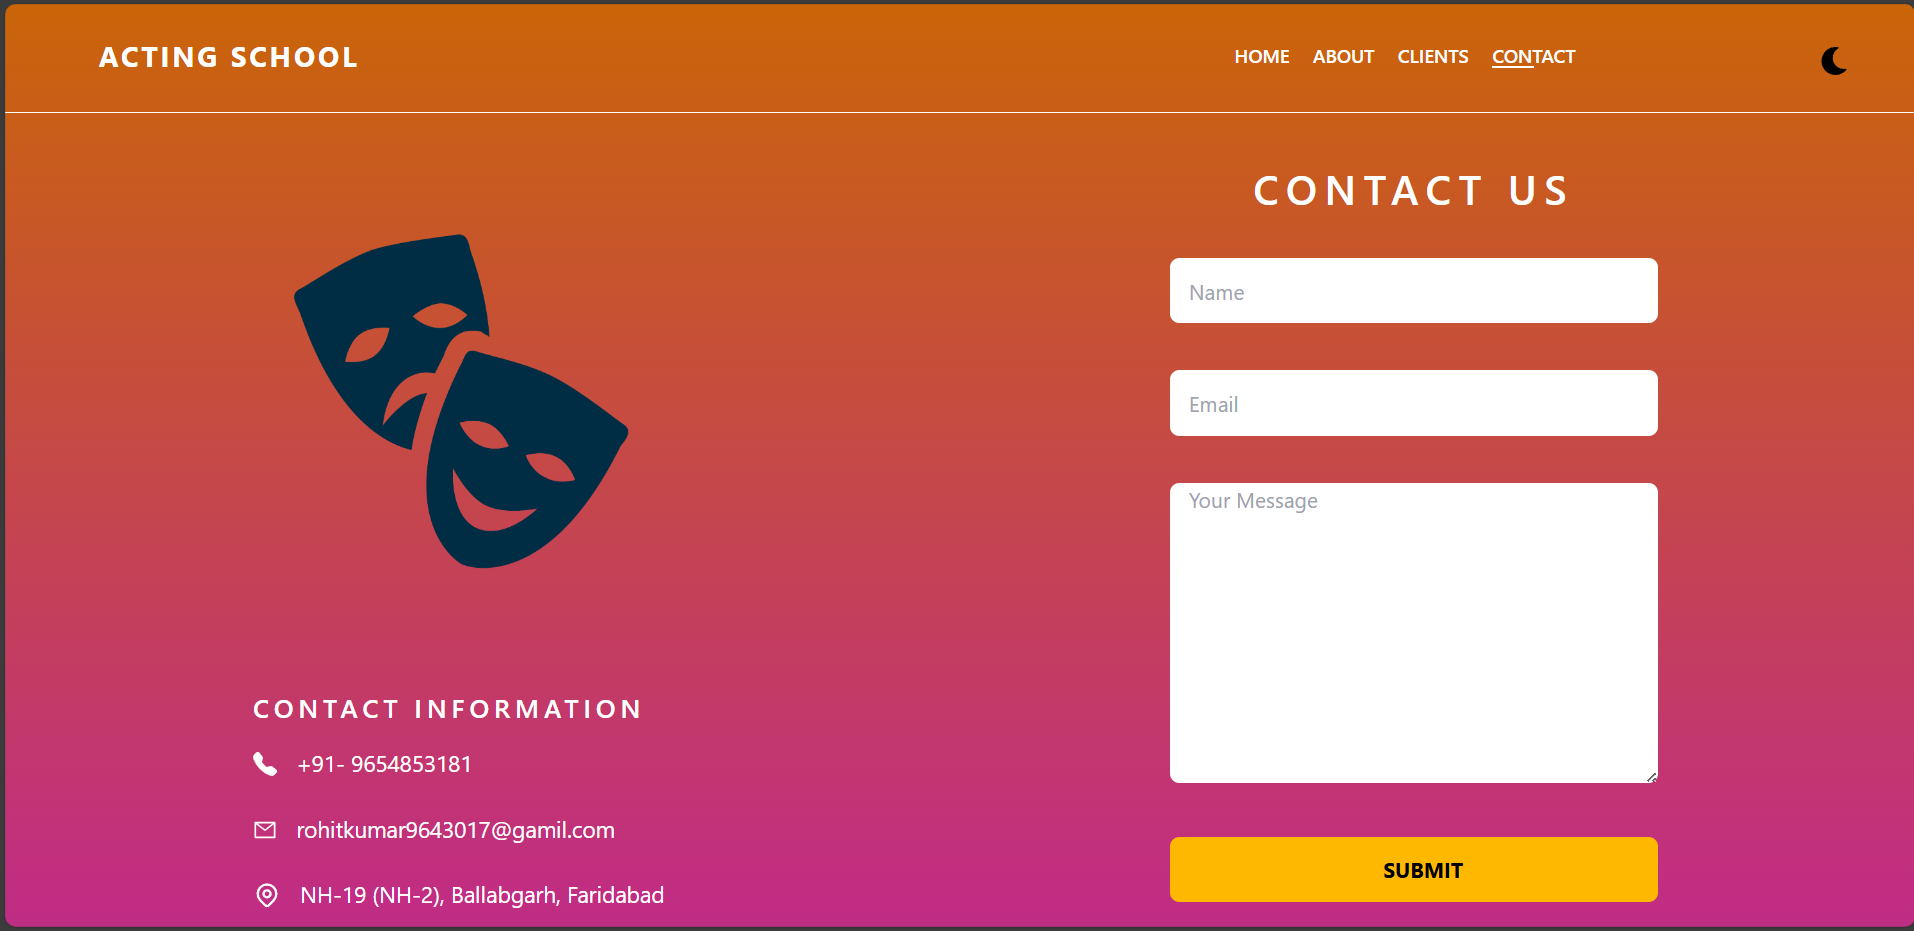 ACTING SCHOOL
HOME ABOUT CLIENTS CONTACT
CONTACT US
Name
Email
Your Message
SUBMIT
CONTACT INFORMATION
+91- 9654853181
rohitkumar9643017@gamil.com
NH-19 (NH-2), Ballabgarh, Faridabad